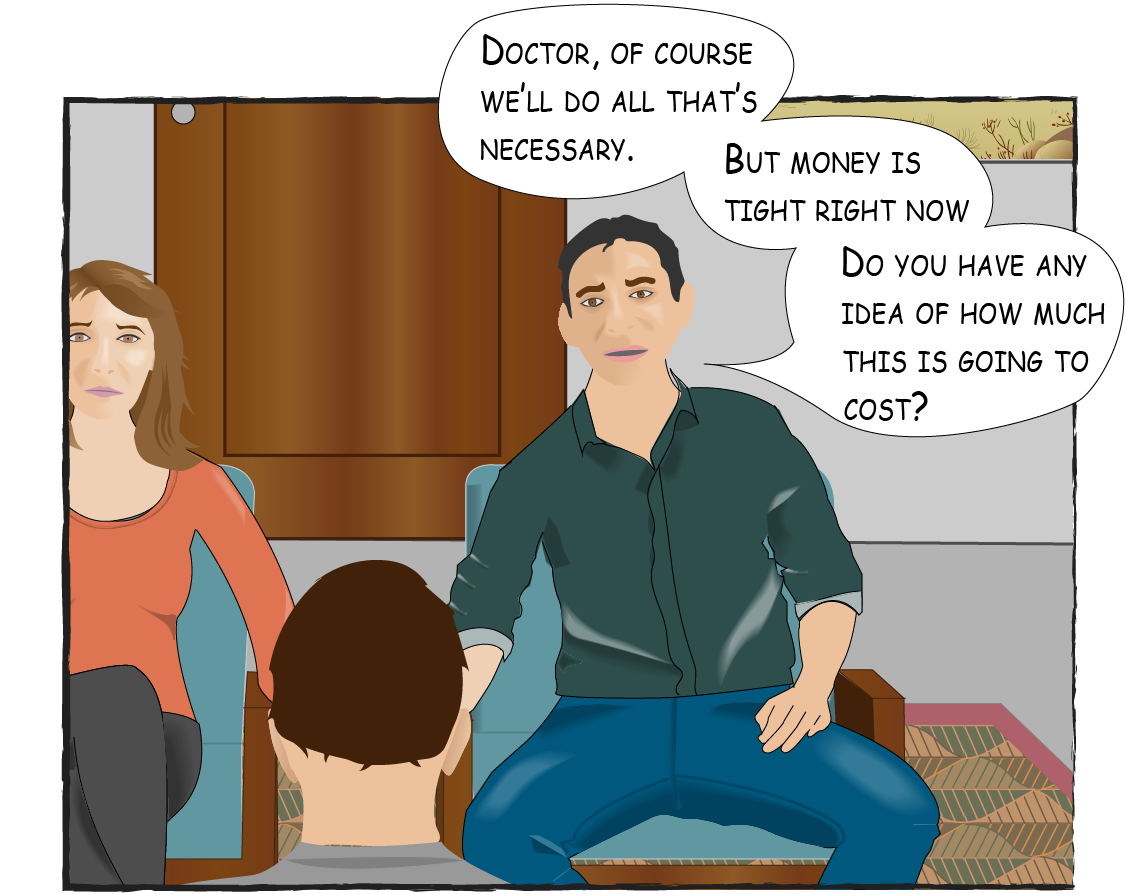 Doctor, of course
we'll do all that's
necessary.
But money is
tight right now
Do you have any
idea of how much
this is going to
cost?